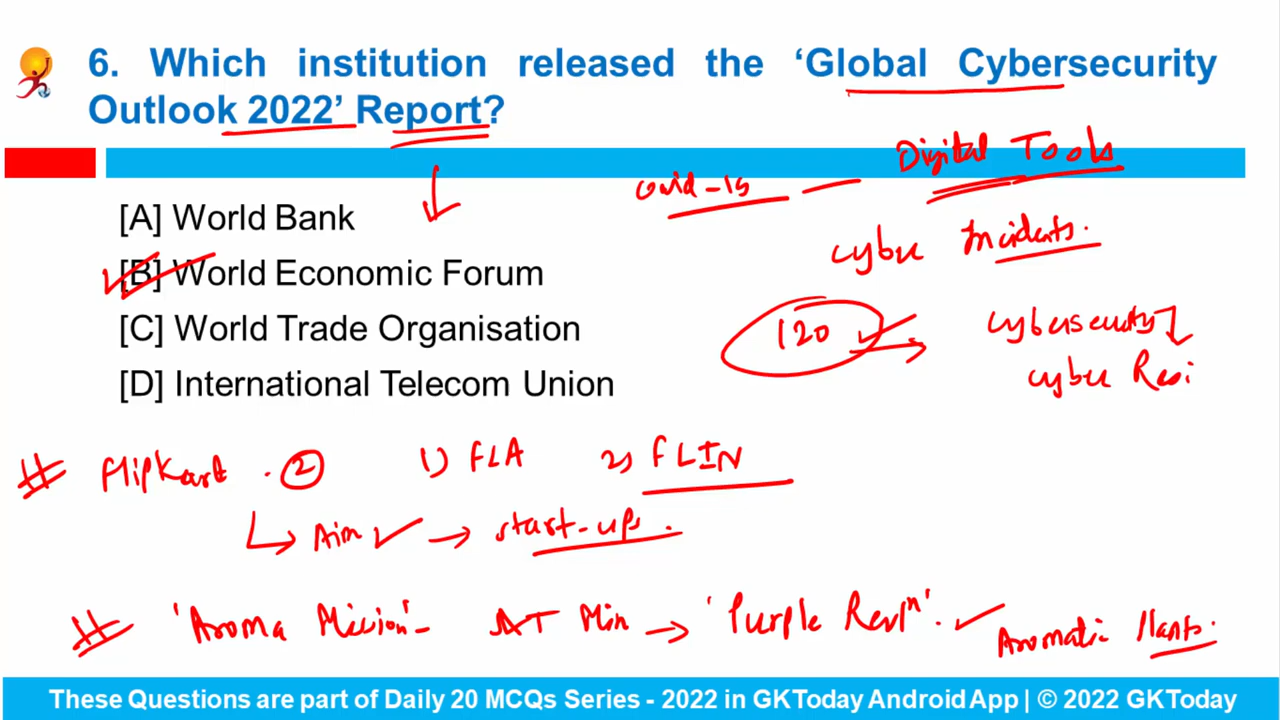 6. Which institution released the ‘Global Cybersecurity
Outlook 2022’ Report?
Digital Tools
Covid-19
[A] World Bank
cyber Incidents.
[B] World Economic Forum
120
cybersecurity
[C] World Trade Organisation
cyber Resi
[D] International Telecom Union
# Flipkart . 2 1) FLA 2) FLIN
Aim → start-ups.
# 'Aroma Mission' - Min → 'Purple Revⁿ'. Aromatic Plants.
These Questions are part of Daily 20 MCQs Series - 2022 in GKToday Android App | © 2022 GKToday